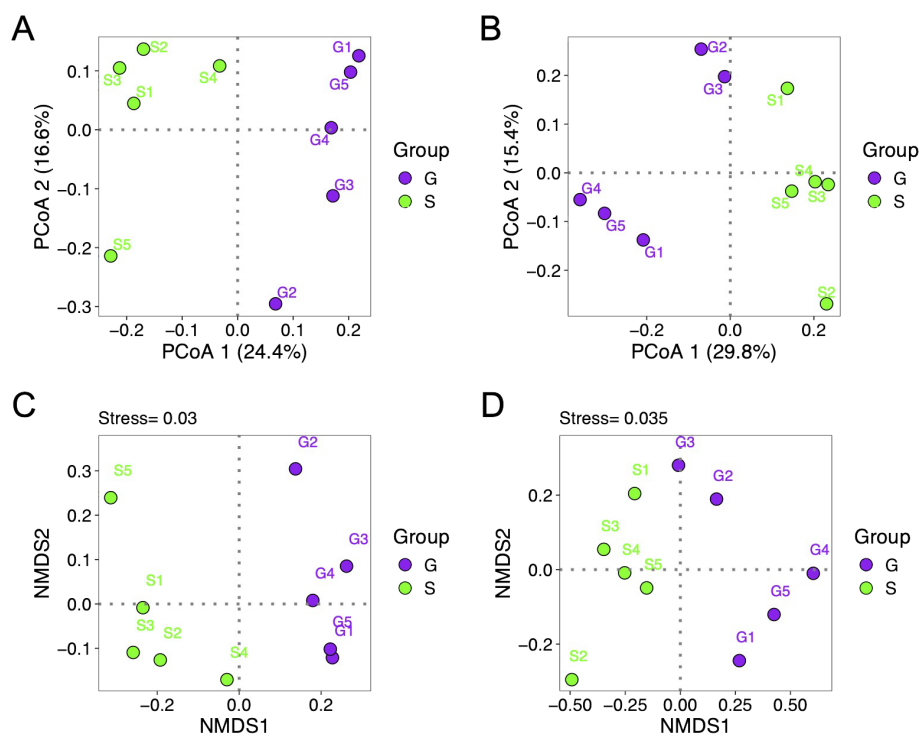 A
PCoA 2 (16.6%)
0.1
0.0
−0.1
−0.2
−0.3
S2
S3
S1
S4
S5
G1
G5
G4
G3
G2
−0.2 −0.1 0.0 0.1 0.2
PCoA 1 (24.4%)
Group
G
S
B
PCoA 2 (15.4%)
0.2
0.1
0.0
−0.1
−0.2
G2
G3
S1
S4
S3
S5
G4
G5
G1
S2
−0.2 0.0 0.2
PCoA 1 (29.8%)
Group
G
S
C
Stress= 0.03
NMDS2
0.3
0.2
0.1
0.0
−0.1
G2
S5
G3
G4
S1
S3
S2
S4
G5
G1
−0.2 0.0 0.2
NMDS1
Group
G
S
D
Stress= 0.035
NMDS2
0.2
0.0
−0.2
G3
S1
G2
S3
S4
S5
G4
G5
G1
S2
−0.50 −0.25 0.00 0.25 0.50
NMDS1
Group
G
S